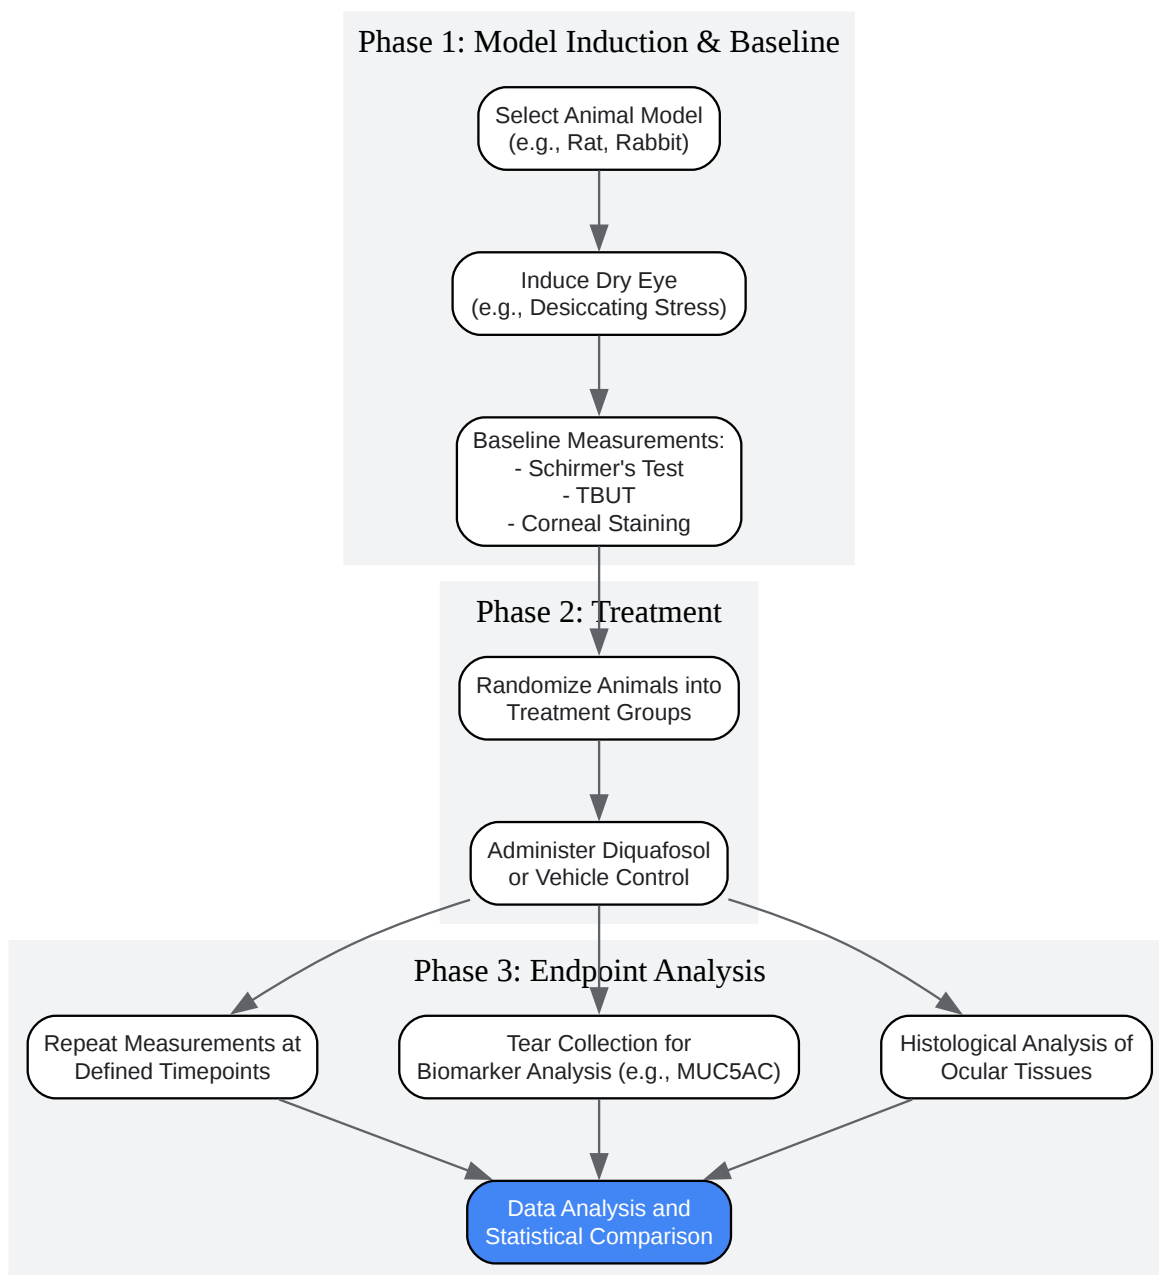 Phase 1: Model Induction & Baseline
Select Animal Model
(e.g., Rat, Rabbit)
Induce Dry Eye
(e.g., Desiccating Stress)
Baseline Measurements:
- Schirmer's Test
- TBUT
- Corneal Staining
Phase 2: Treatment
Randomize Animals into
Treatment Groups
Administer Diquafosol
or Vehicle Control
Phase 3: Endpoint Analysis
Repeat Measurements at
Defined Timepoints
Tear Collection for
Biomarker Analysis (e.g., MUC5AC)
Histological Analysis of
Ocular Tissues
Data Analysis and
Statistical Comparison